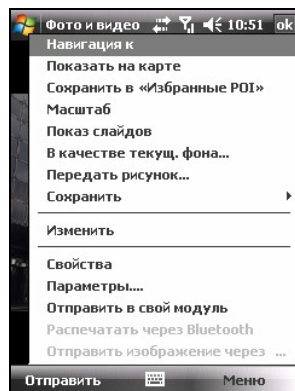 Фото и видео 10:51 ok
Навигация к
Показать на карте
Сохранить в «Избранные POI»
Масштаб
Показ слайдов
В качестве текущ. фона...
Передать рисунок...
Сохранить
Изменить
Свойства
Параметры....
Отправить в свой модуль
Распечатать через Bluetooth
Отправить изображение через ...
Отправить Меню